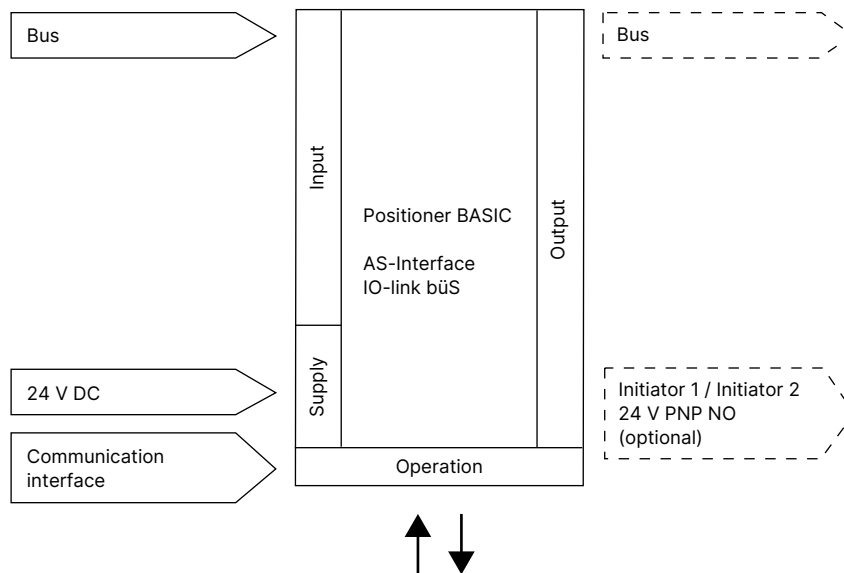 Bus
Bus
Input
Positioner BASIC
AS-Interface
IO-link büS
Output
Supply
24 V DC
Initiator 1 / Initiator 2
24 V PNP NO
(optional)
Communication
interface
Operation